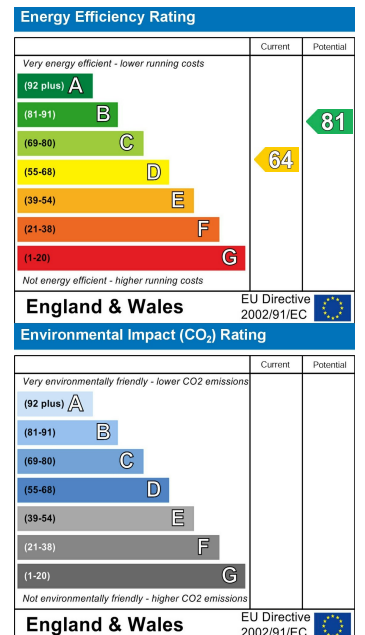 Energy Efficiency Rating
Current Potential
Very energy efficient - lower running costs
(92 plus) A
(81-91) B
81
(69-80) C
64
(55-68) D
(39-54) E
(21-38) F
(1-20) G
Not energy efficient - higher running costs
England & Wales
EU Directive
2002/91/EC
Environmental Impact (CO₂) Rating
Current Potential
Very environmentally friendly - lower CO2 emissions
(92 plus) A
(81-91) B
(69-80) C
(55-68) D
(39-54) E
(21-38) F
(1-20) G
Not environmentally friendly - higher CO2 emissions
England & Wales
EU Directive
2002/91/EC